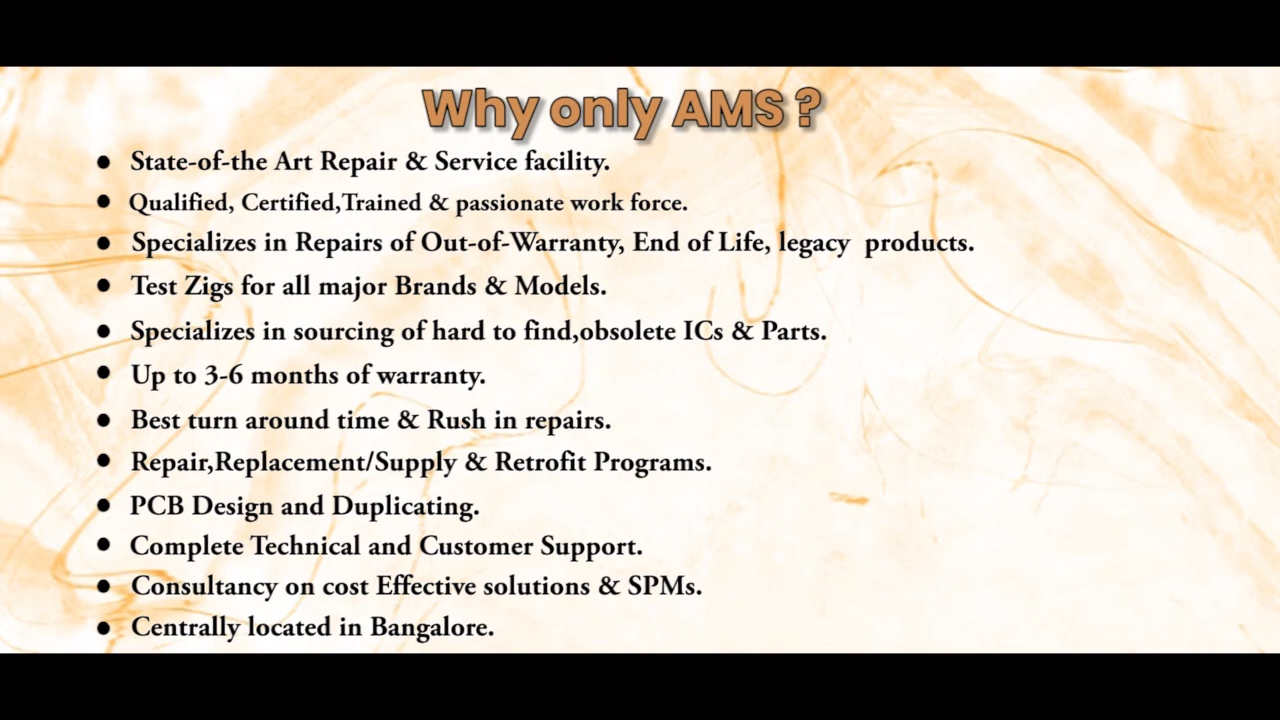 Why only AMS ?
● State-of-the Art Repair & Service facility.
● Qualified, Certified,Trained & passionate work force.
● Specializes in Repairs of Out-of-Warranty, End of Life, legacy  products.
● Test Zigs for all major Brands & Models.
● Specializes in sourcing of hard to find,obsolete ICs & Parts.
● Up to 3-6 months of warranty.
● Best turn around time & Rush in repairs.
● Repair,Replacement/Supply & Retrofit Programs.
● PCB Design and Duplicating.
● Complete Technical and Customer Support.
● Consultancy on cost Effective solutions & SPMs.
● Centrally located in Bangalore.